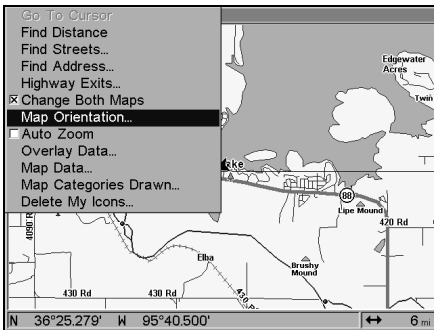 Go To Cursor
Find Distance
Find Streets...
Find Address...
Highway Exits...
Change Both Maps
Map Orientation...
Auto Zoom
Overlay Data...
Map Data...
Map Categories Drawn...
Delete My Icons...
Edgewater
Acres
Twin
ke
88
Lipe Mound
420 Rd
4090 R
Elba
Brushy
Mound
430 Rd
430 Rd
N 36°25.279' W 95°40.500' ↔ 6 mi